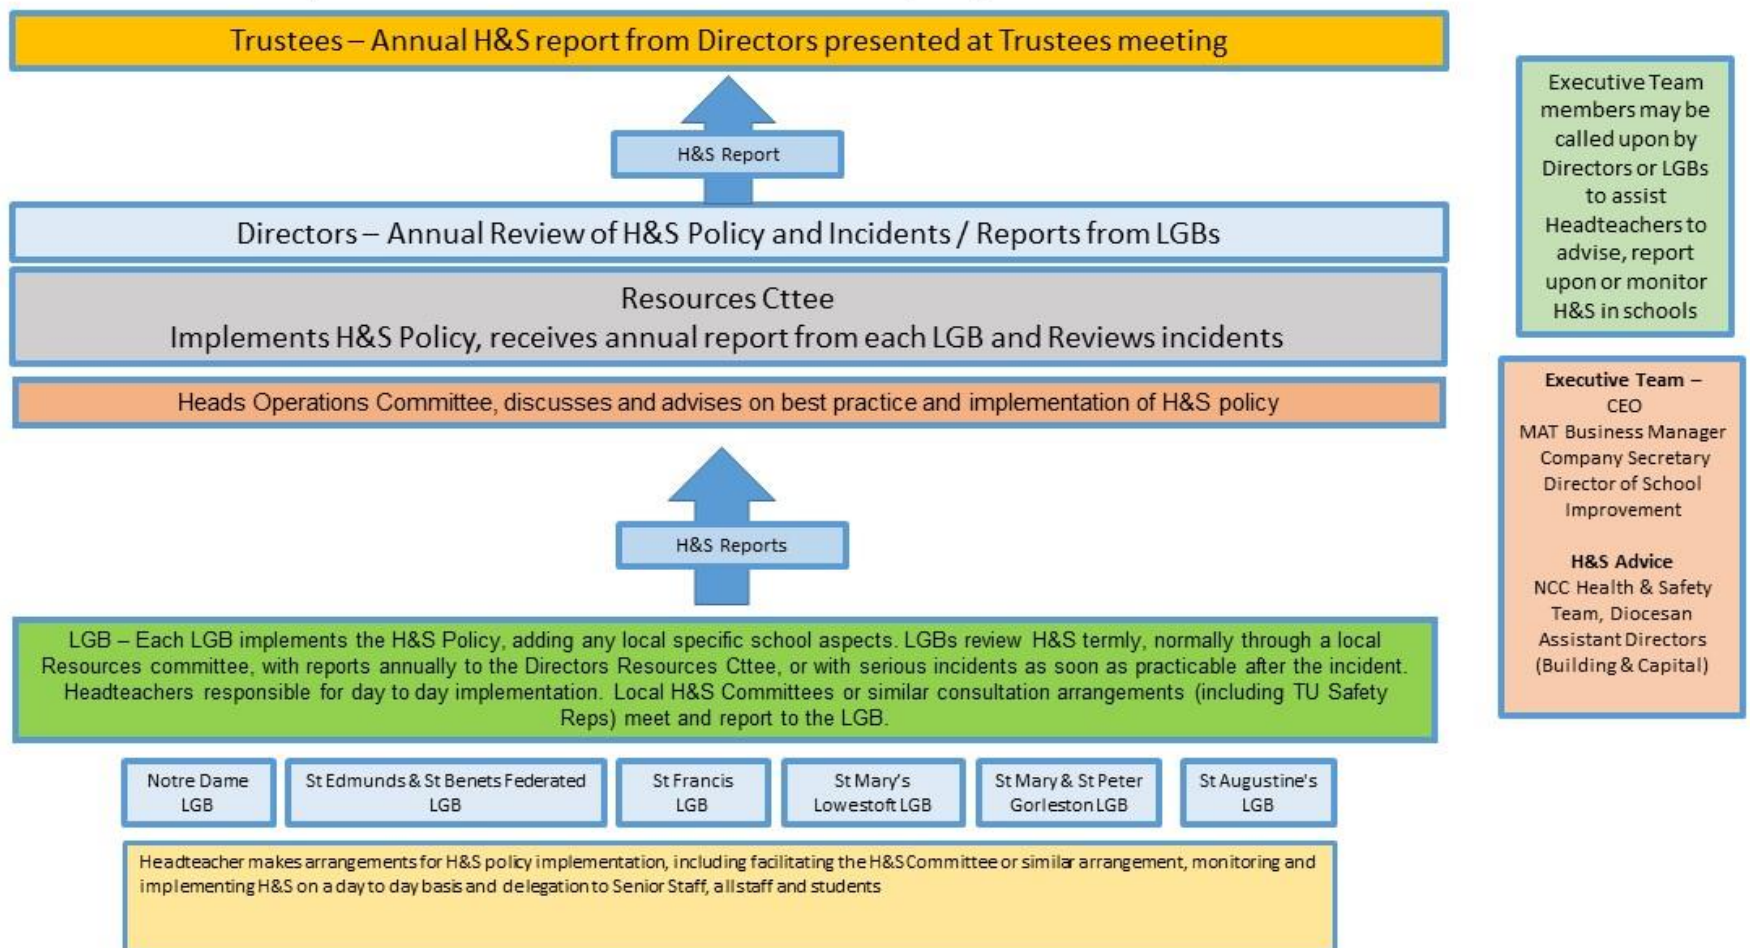 Trustees – Annual H&S report from Directors presented at Trustees meeting
H&S Report
Directors – Annual Review of H&S Policy and Incidents / Reports from LGBs
Resources Cttee
Implements H&S Policy, receives annual report from each LGB and Reviews incidents
Heads Operations Committee, discusses and advises on best practice and implementation of H&S policy
H&S Reports
LGB – Each LGB implements the H&S Policy, adding any local specific school aspects. LGBs review H&S termly, normally through a local
Resources committee, with reports annually to the Directors Resources Cttee, or with serious incidents as soon as practicable after the incident.
Headteachers responsible for day to day implementation. Local H&S Committees or similar consultation arrangements (including TU Safety
Reps) meet and report to the LGB.
Notre Dame
LGB
St Edmunds & St Benets Federated
LGB
St Francis
LGB
St Mary's
Lowestoft LGB
St Mary & St Peter
Gorleston LGB
St Augustine's
LGB
Headteacher makes arrangements for H&S policy implementation, including facilitating the H&S Committee or similar arrangement, monitoring and
implementing H&S on a day to day basis and delegation to Senior Staff, all staff and students
Executive Team
members may be
called upon by
Directors or LGBs
to assist
Headteachers to
advise, report
upon or monitor
H&S in schools
Executive Team –
CEO
MAT Business Manager
Company Secretary
Director of School
Improvement
H&S Advice
NCC Health & Safety
Team, Diocesan
Assistant Directors
(Building & Capital)